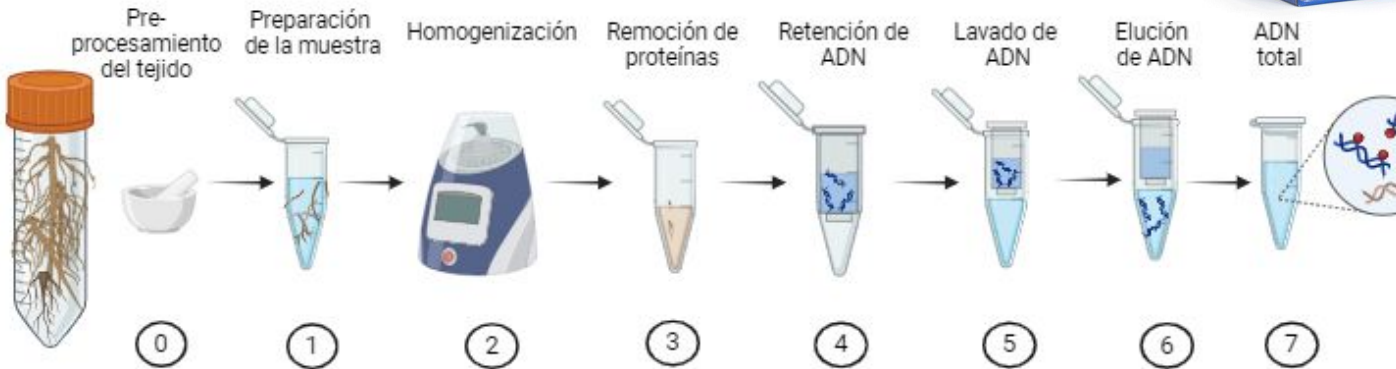 Pre-
procesamiento
del tejido
Preparación
de la muestra
Homogenización
Remoción de
proteínas
Retención de
ADN
Lavado de
ADN
Elución
de ADN
ADN
total
0
1
2
3
4
5
6
7